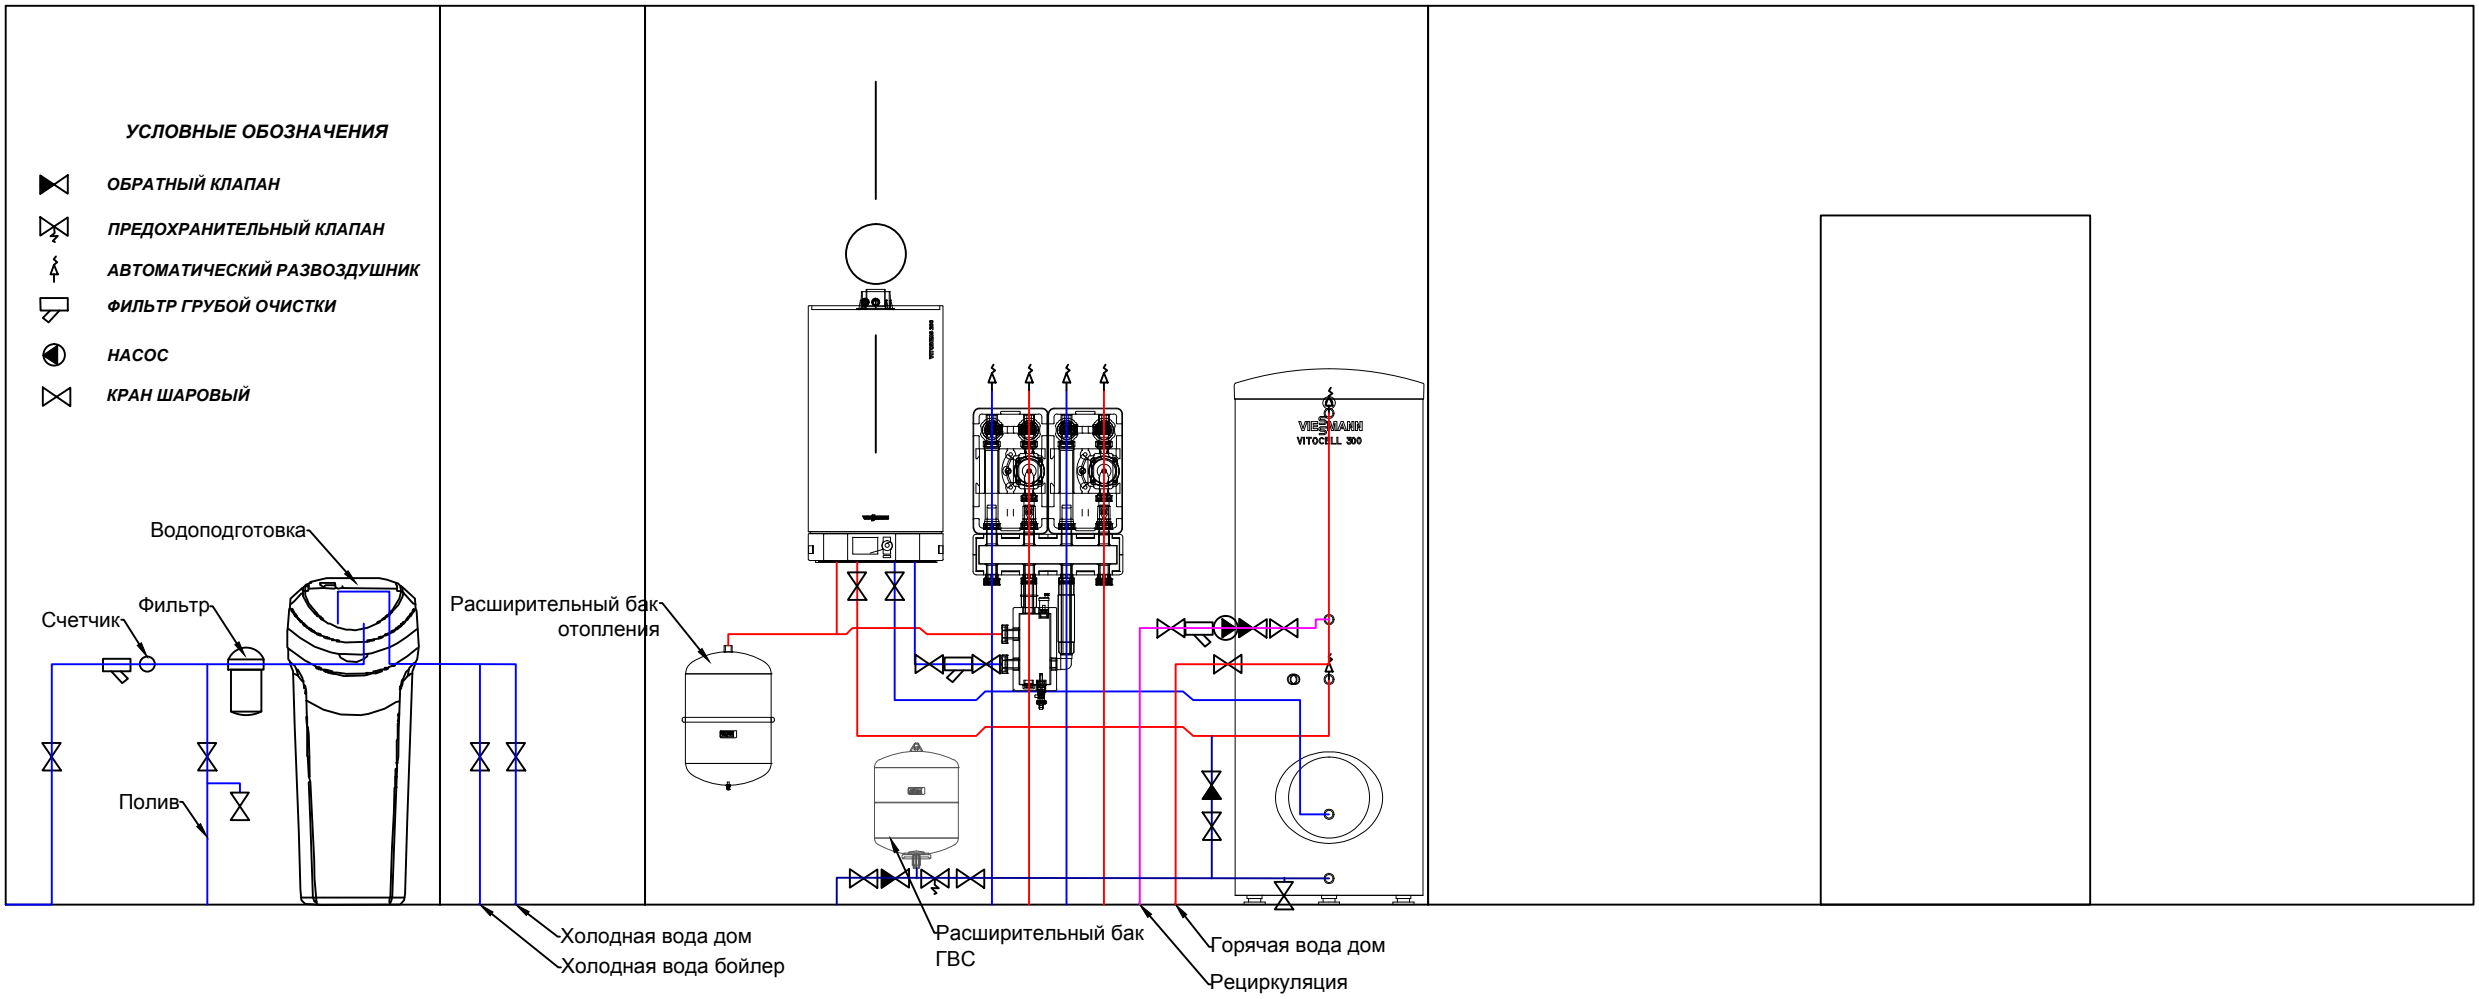 УСЛОВНЫЕ ОБОЗНАЧЕНИЯ
ОБРАТНЫЙ КЛАПАН
ПРЕДОХРАНИТЕЛЬНЫЙ КЛАПАН
АВТОМАТИЧЕСКИЙ РАЗВОЗДУШНИК
ФИЛЬТР ГРУБОЙ ОЧИСТКИ
НАСОС
КРАН ШАРОВЫЙ
Водоподготовка
Счетчик
Фильтр
Полив
Расширительный бак
отопления
VITOCELL 300
Холодная вода дом
Холодная вода бойлер
Расширительный бак
ГВС
Горячая вода дом
Рециркуляция